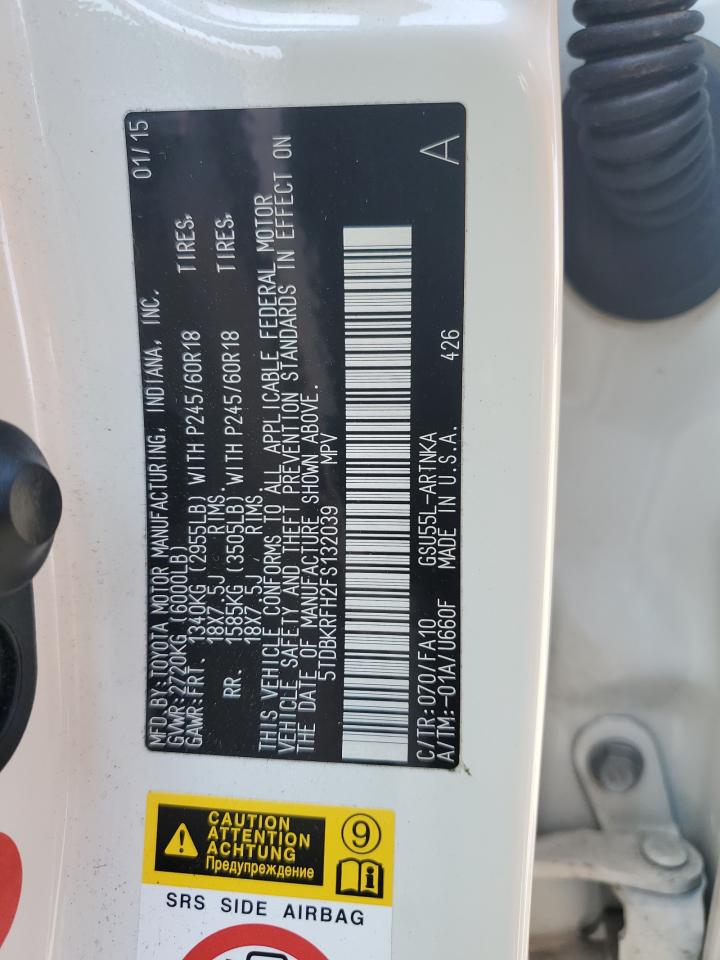 MFD. BY: TOYOTA MOTOR MANUFACTURING, INDIANA, INC. 01/15
GVWR: 2720KG (6000LB)
GAWR: FRT. 1340KG (2955LB) WITH P245/60R18 TIRES,
18X7.5J RIMS.
RR. 1585KG (3505LB) WITH P245/60R18 TIRES,
18X7.5J RIMS.
THIS VEHICLE CONFORMS TO ALL APPLICABLE FEDERAL MOTOR
VEHICLE SAFETY AND THEFT PREVENTION STANDARDS IN EFFECT ON
THE DATE OF MANUFACTURE SHOWN ABOVE.
5TDBKRFH2FS132039 MPV
C/TR: 070/FA10 GSU55L-ARTNKA 426 A
A/TM: -01A/U660F MADE IN U.S.A.
CAUTION
ATTENTION
ACHTUNG
Предупреждение
9
i
SRS SIDE AIRBAG